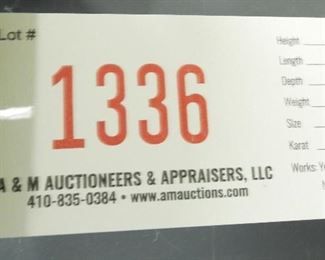 Lot #
1336
A & M AUCTIONEERS & APPRAISERS, LLC
410-835-0384 • www.amauctions.com
Height
Length
Depth
Weight
Size
Karat
Works: